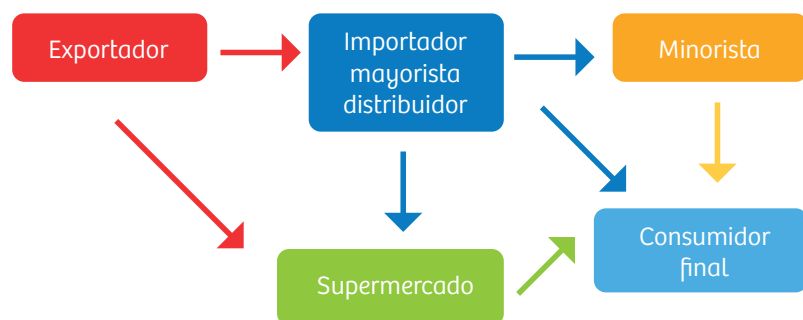 Exportador
Importador
mayorista
distribuidor
Minorista
Supermercado
Consumidor
final